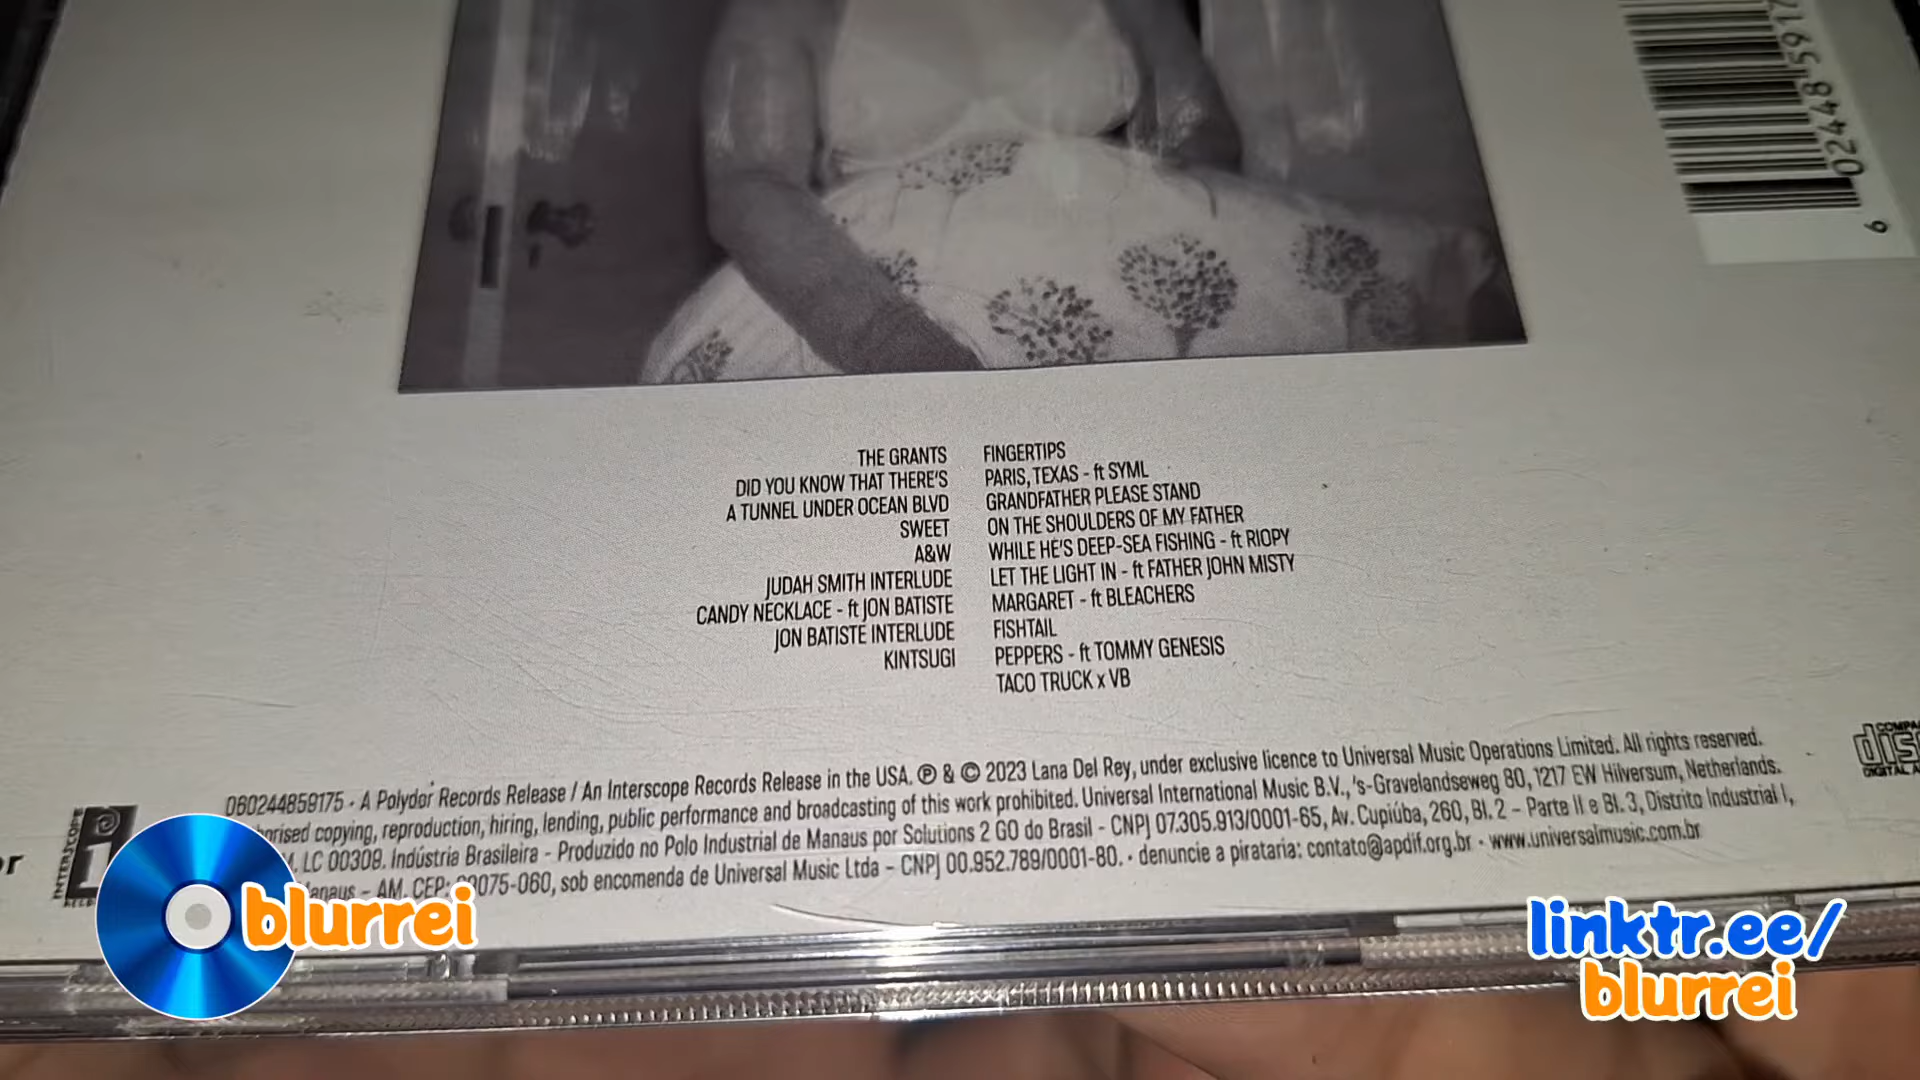 THE GRANTS
DID YOU KNOW THAT THERE'S
A TUNNEL UNDER OCEAN BLVD
SWEET
A&W
JUDAH SMITH INTERLUDE
CANDY NECKLACE - ft JON BATISTE
JON BATISTE INTERLUDE
KINTSUGI
FINGERTIPS
PARIS, TEXAS - ft SYML
GRANDFATHER PLEASE STAND
ON THE SHOULDERS OF MY FATHER
WHILE HE'S DEEP-SEA FISHING - ft RIOPY
LET THE LIGHT IN - ft FATHER JOHN MISTY
MARGARET - ft BLEACHERS
FISHTAIL
PEPPERS - ft TOMMY GENESIS
TACO TRUCK x VB
060244859175 - A Polydor Records Release / An Interscope Records Release in the USA. ℗ & © 2023 Lana Del Rey, under exclusive licence to Universal Music Operations Limited. All rights reserved.
copying, reproduction, hiring, lending, public performance and broadcasting of this work prohibited. Universal International Music B.V., 's-Gravelandseweg 80, 1217 EW Hilversum, Netherlands.
LC 00309. Indústria Brasileira - Produzido no Polo Industrial de Manaus por Solutions 2 GO do Brasil - CNPJ 07.305.913/0001-65, Av. Cupiúba, 260, Bl. 2 - Parte II e Bl. 3, Distrito Industrial I,
- AM. CEP: 075-060, sob encomenda de Universal Music Ltda - CNPJ 00.952.789/0001-80. • denuncie a pirataria: contato@apdif.org.br • www.universalmusic.com.br
INTERSCOPE
6 02448 5917
blurrei
linktr.ee/
blurrei